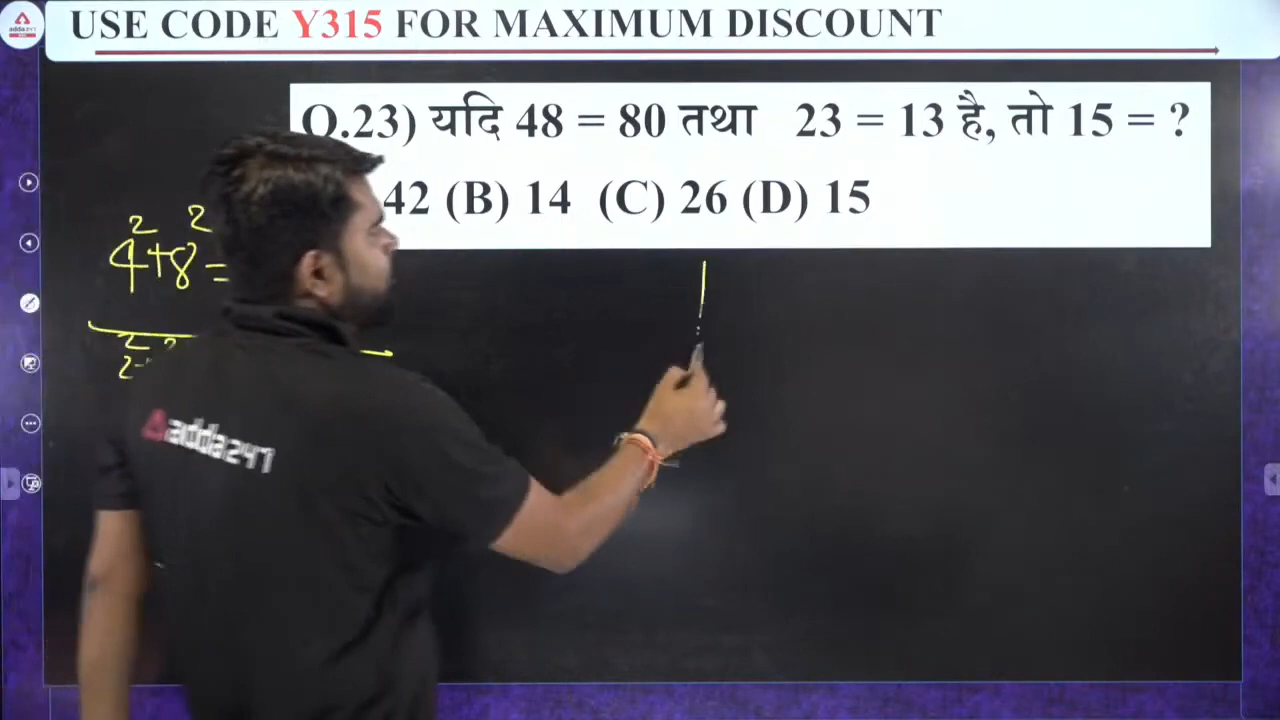 adda247
USE CODE Y315 FOR MAXIMUM DISCOUNT
Q.23) यदि 48 = 80 तथा 23 = 13 है, तो 15 = ?
42 (B) 14 (C) 26 (D) 15
4²+8² =
adda247